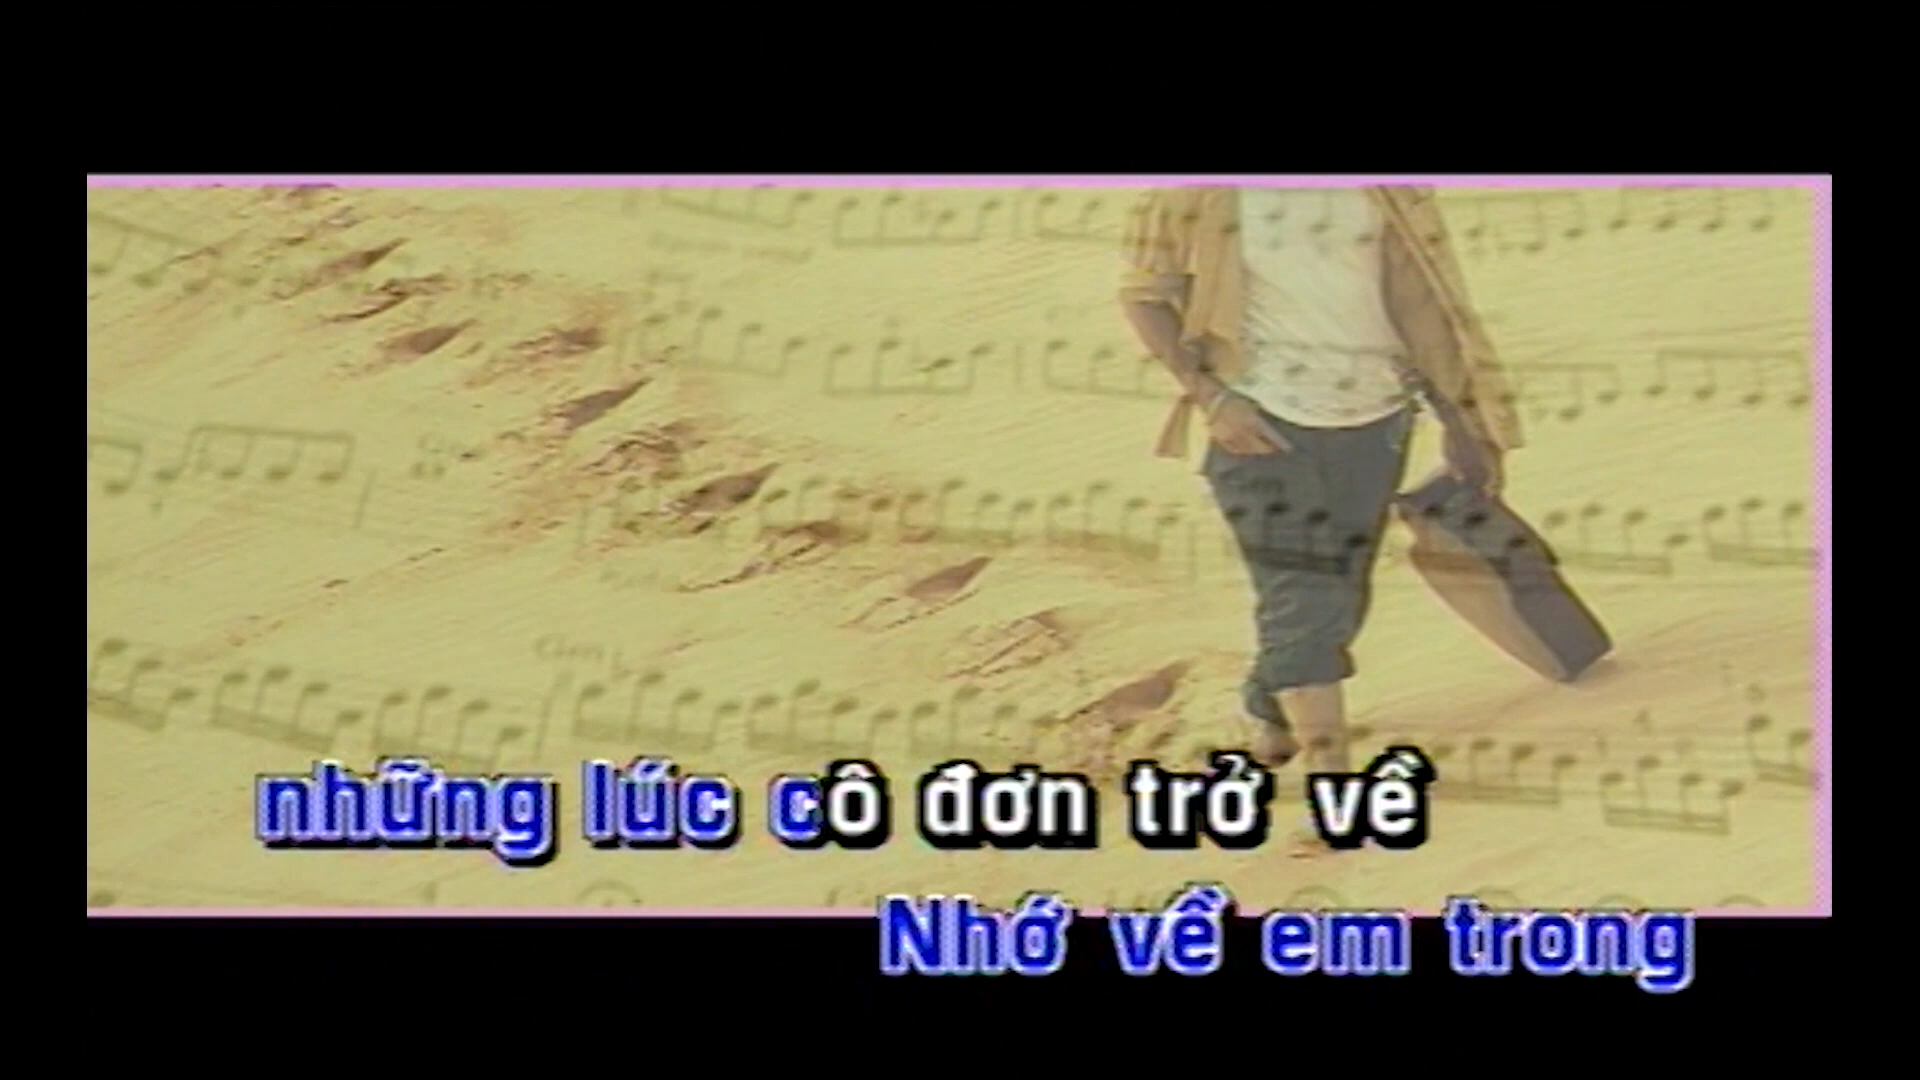 những lúc cô đơn trở về
Nhớ về em trong